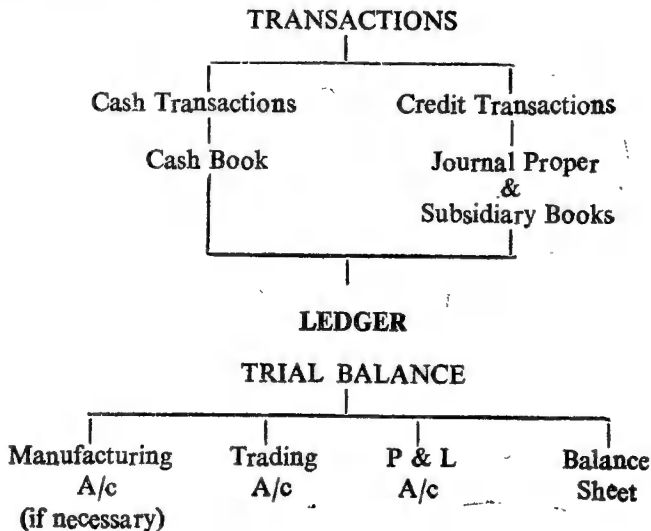 TRANSACTIONS
Cash Transactions Credit Transactions
Cash Book Journal Proper
&
Subsidiary Books
LEDGER
TRIAL BALANCE
Manufacturing Trading P & L Balance
A/c A/c A/c Sheet
(if necessary)